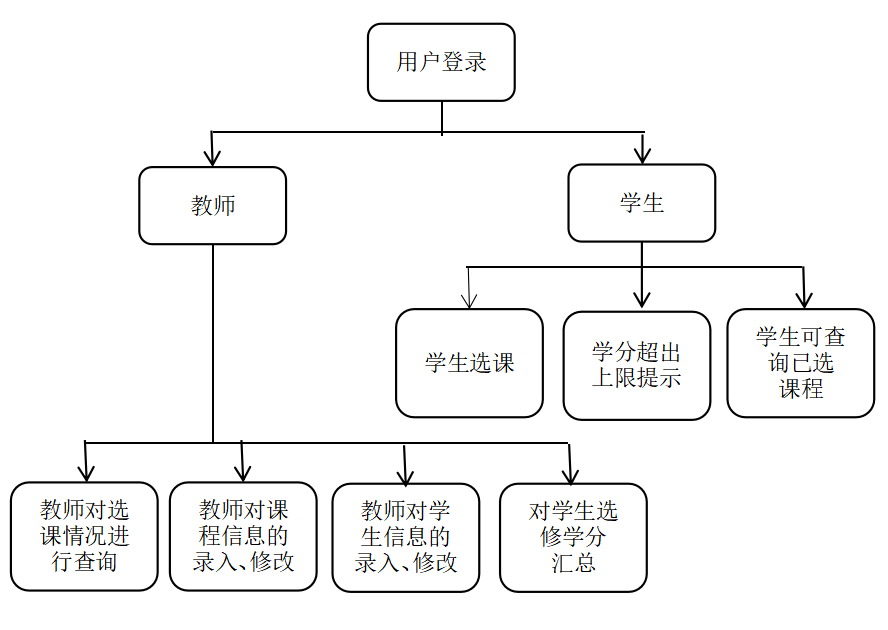 用户登录
教师
学生
学生选课
学分超出
上限提示
学生可查
询已选
课程
教师对选
课情况进
行查询
教师对课
程信息的
录入、修改
教师对学
生信息的
录入、修改
对学生选
修学分
汇总